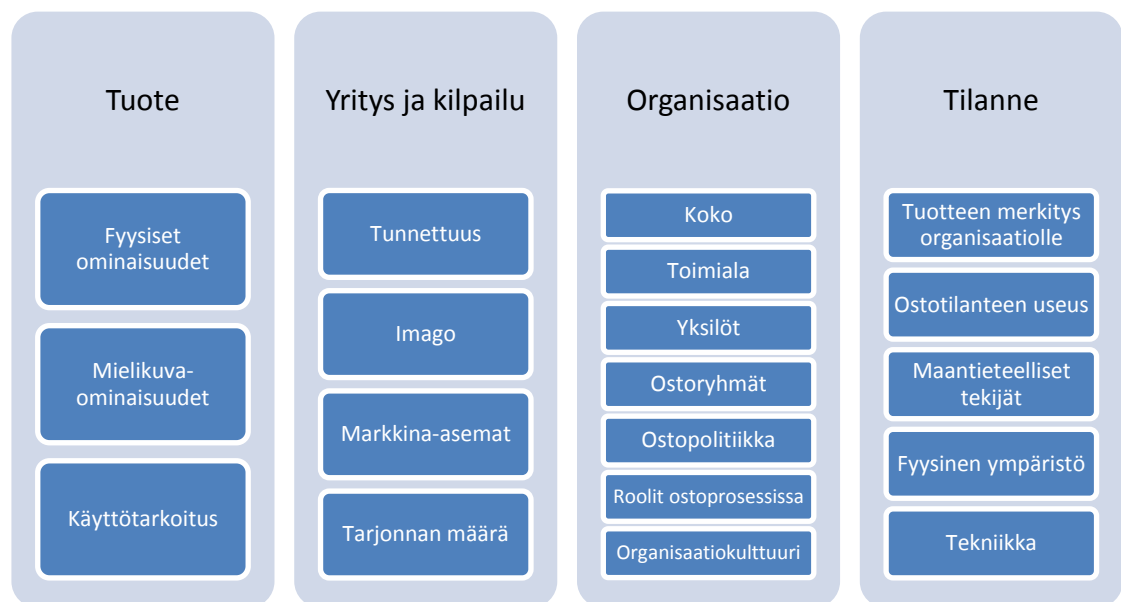 Tuote
Fyysiset
ominaisuudet
Mielikuva-
ominaisuudet
Käyttötarkoitus
Yritys ja kilpailu
Tunnettuus
Imago
Markkina-asemat
Tarjonnan määrä
Organisaatio
Koko
Toimiala
Yksilöt
Ostoryhmät
Ostopolitiikka
Roolit ostoprosessissa
Organisaatiokulttuuri
Tilanne
Tuotteen merkitys
organisaatiolle
Ostotilanteen useus
Maantieteelliset
tekijät
Fyysinen ympäristö
Tekniikka